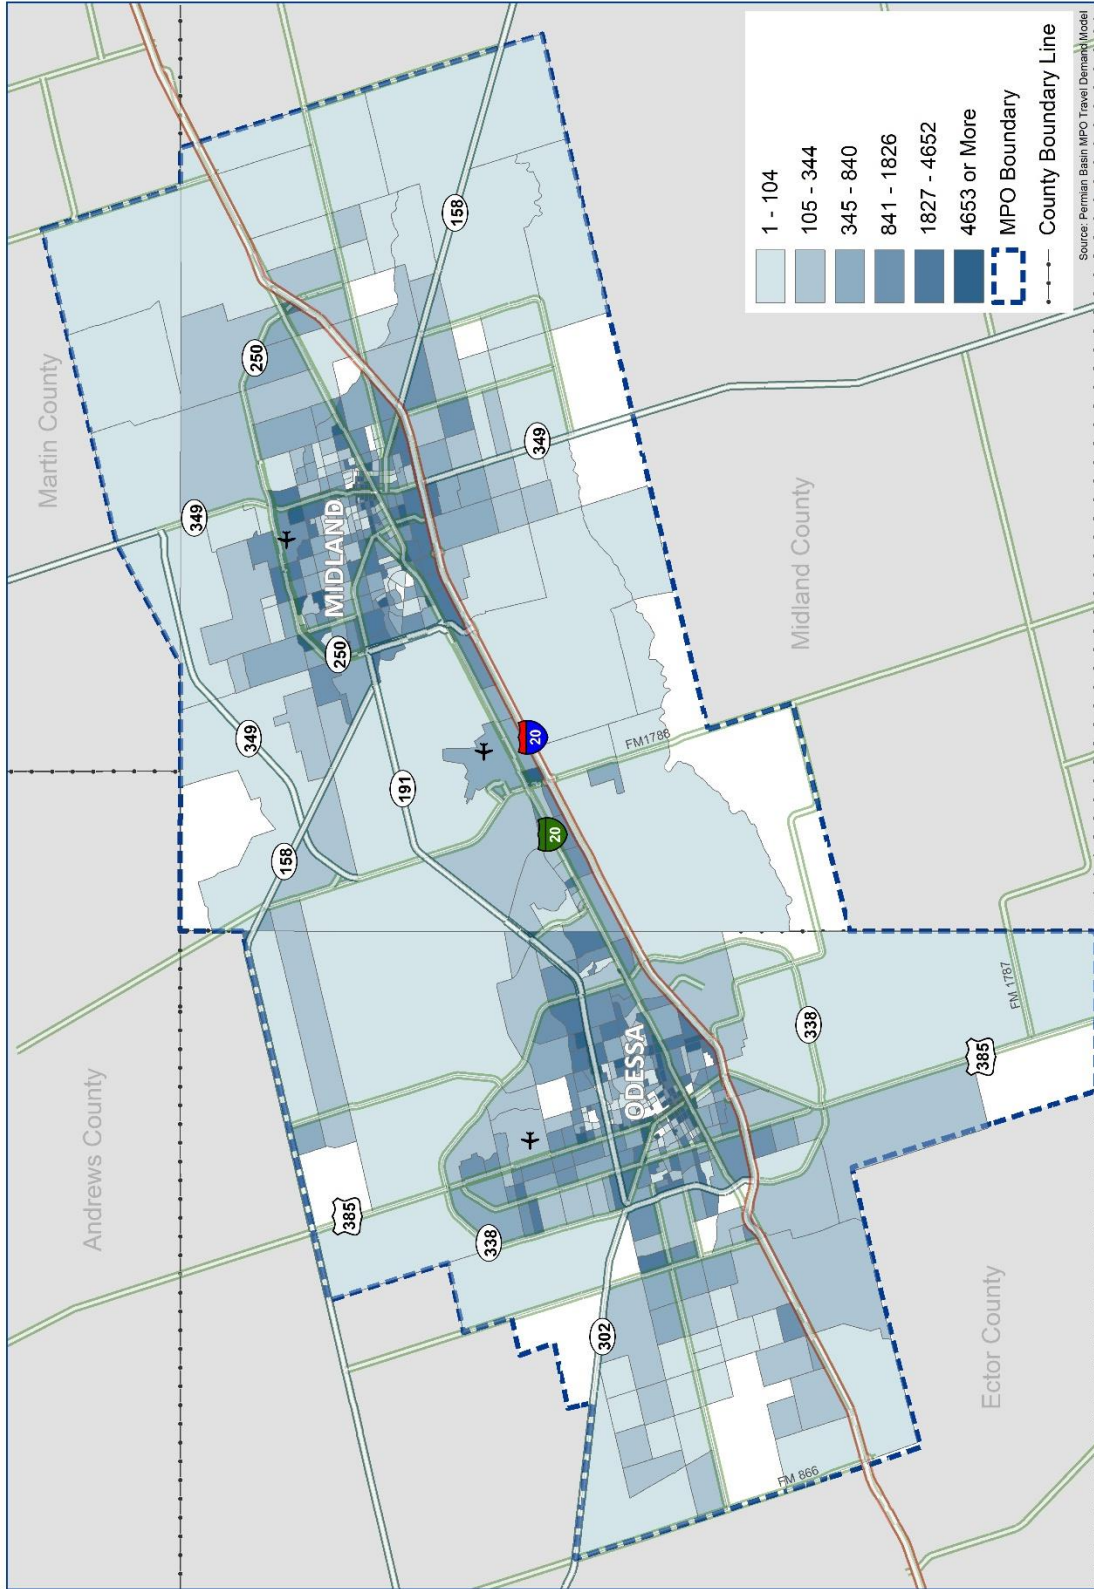 Martin County
Andrews County
Midland County
Ector County
MIDLAND
ODESSA
349
349
349
349
250
250
158
158
191
20
20
FM1788
FM 1787
338
338
385
385
302
FM 866
1 - 104
105 - 344
345 - 840
841 - 1826
1827 - 4652
4653 or More
MPO Boundary
County Boundary Line
Source: Permian Basin MPO Travel Demand Model